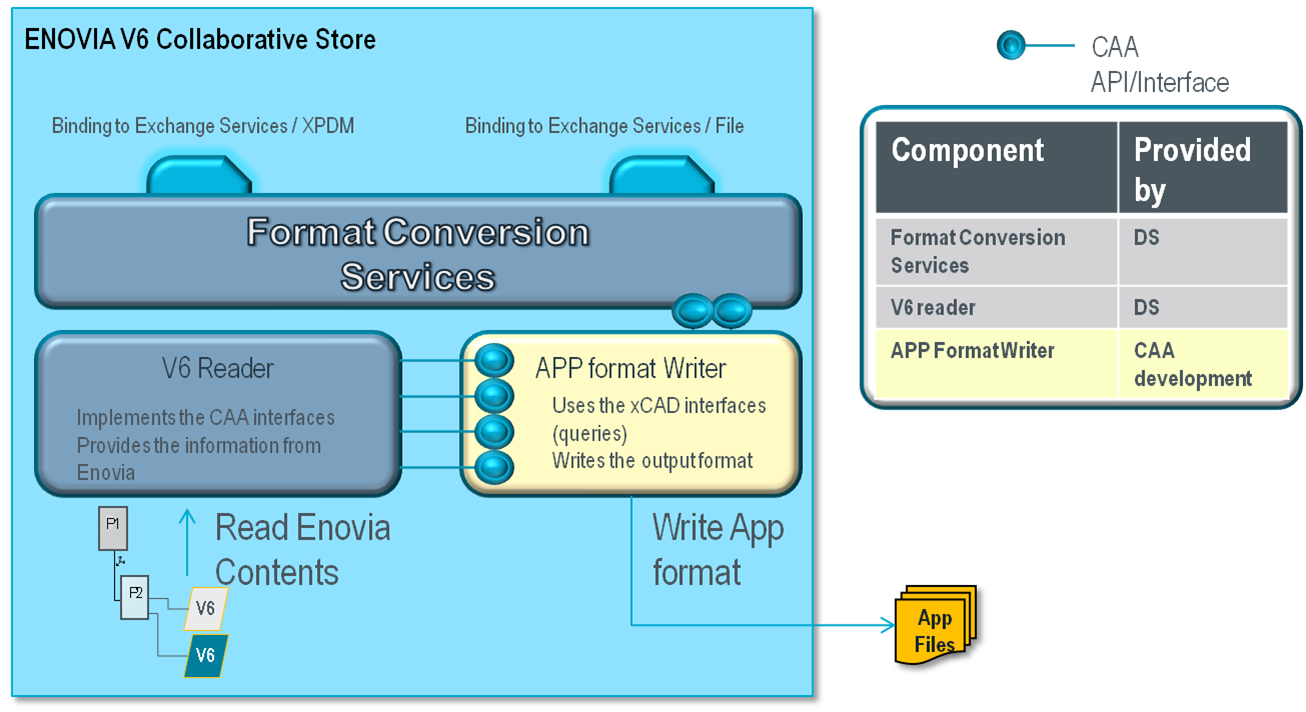 ENOVIA V6 Collaborative Store
Binding to Exchange Services / XPDM
Binding to Exchange Services / File
Format Conversion
Services
V6 Reader
Implements the CAA interfaces
Provides the information from
Enovia
APP format Writer
Uses the xCAD interfaces
(queries)
Writes the output format
P1
P2
V6
V6
Read Enovia
Contents
Write App
format
App
Files
CAA
API/Interface
Component
Provided
by
Format Conversion
Services
DS
V6 reader
DS
APP Format Writer
CAA
development